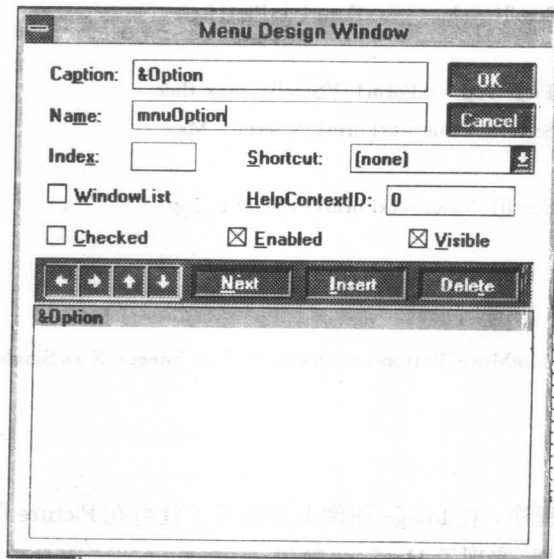 Menu Design Window
Caption: &Option
OK
Name: mnuOption
Cancel
Index:
Shortcut: (none)
WindowList
HelpContextID: 0
Checked
Enabled
Visible
Next
Insert
Delete
&Option